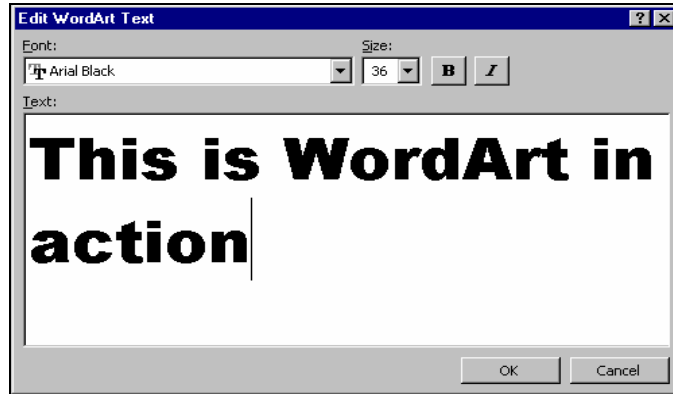 Edit WordArt Text
Font:
Size:
Arial Black
36
B
I
Text:
This is WordArt in
action
OK
Cancel